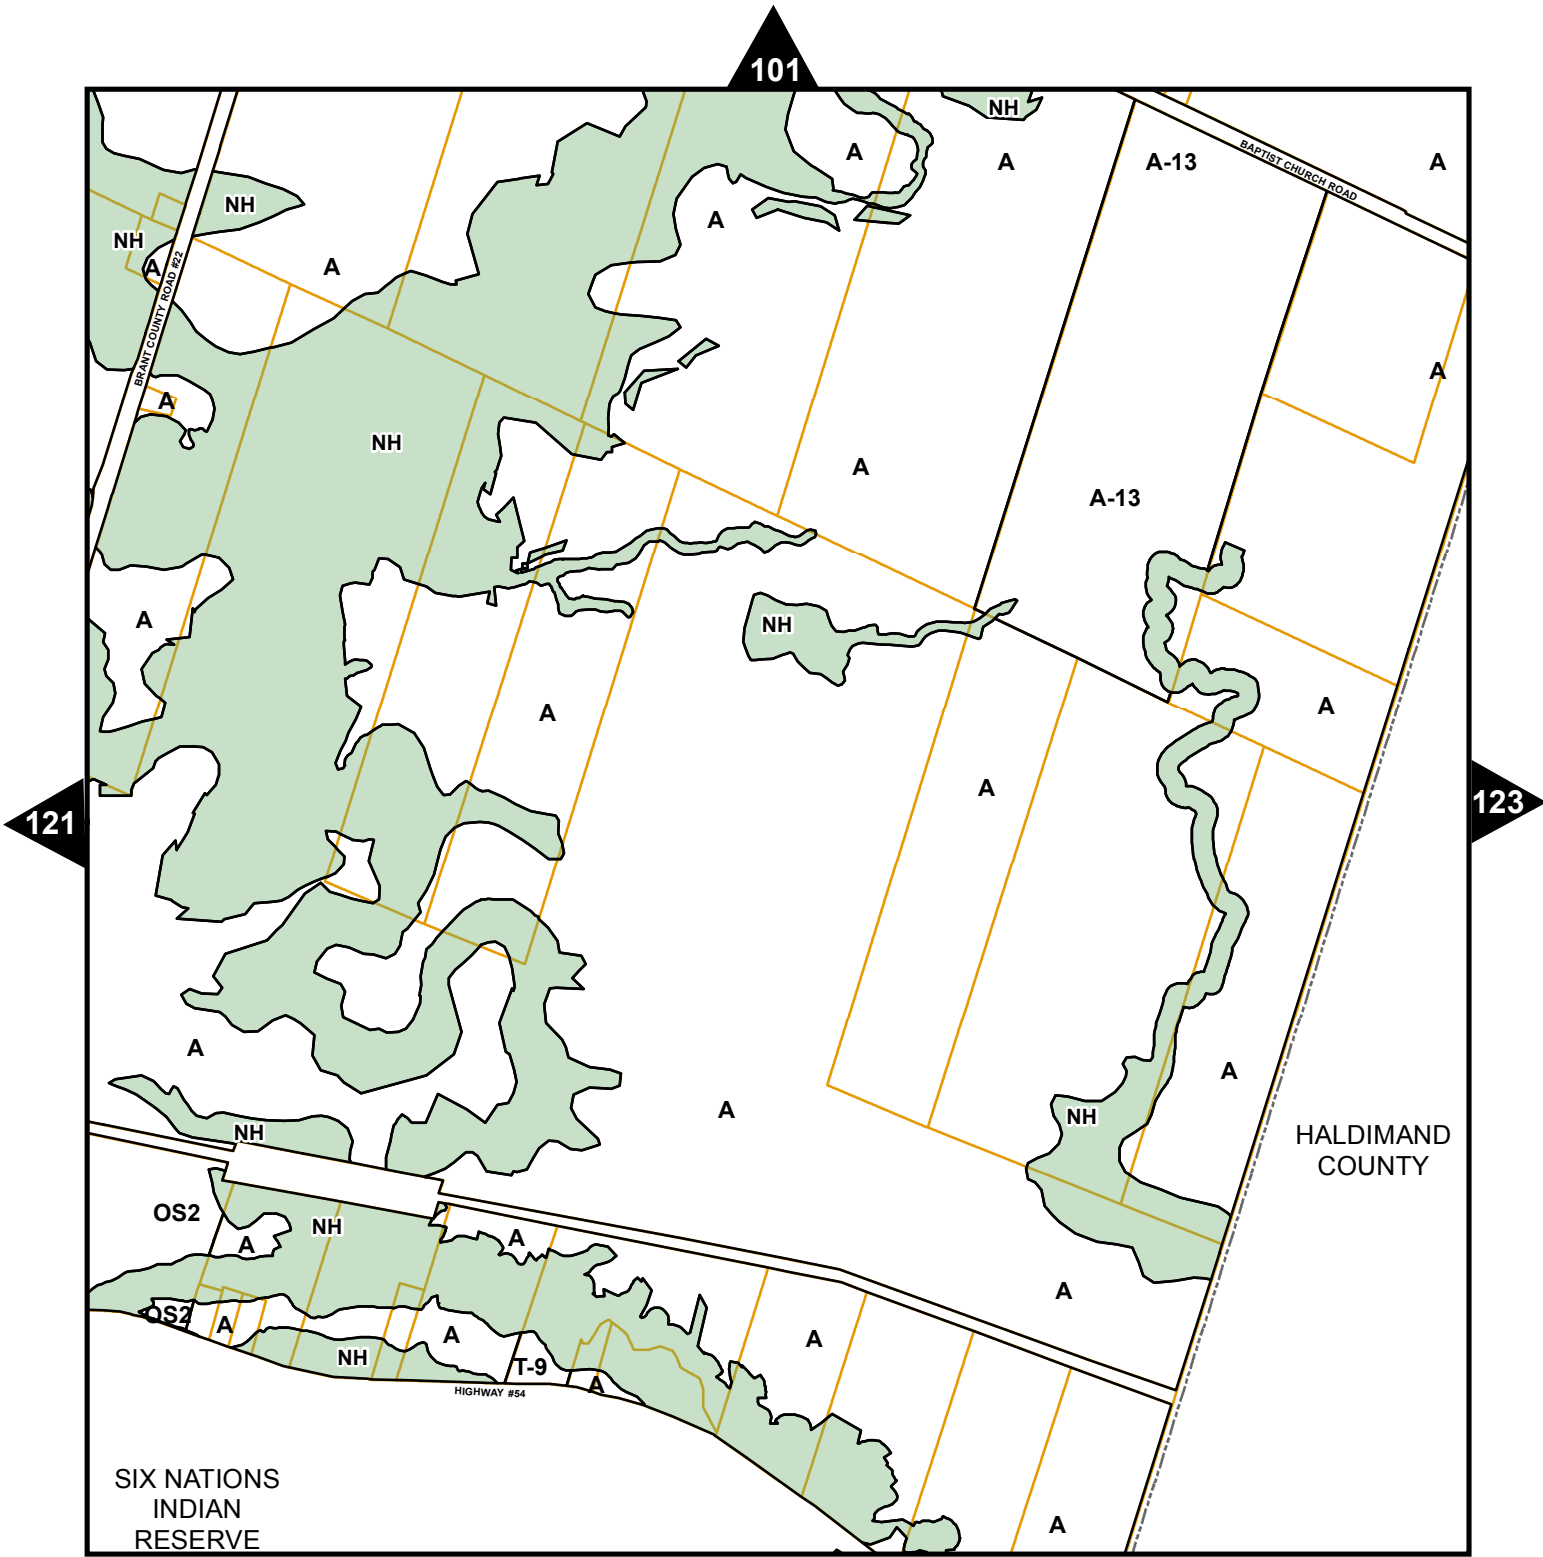 101
NH
A
A
A-13
BAPTIST CHURCH ROAD
A
NH
A
NH
A
A
BRANT COUNTY ROAD #22
A
A
NH
A
A-13
A
NH
A
A
A
121
123
A
A
A
NH
NH
HALDIMAND
COUNTY
OS2
NH
A
A
A
OS2
A
A
A
NH
T-9
A
HIGHWAY #54
SIX NATIONS
INDIAN
RESERVE
A